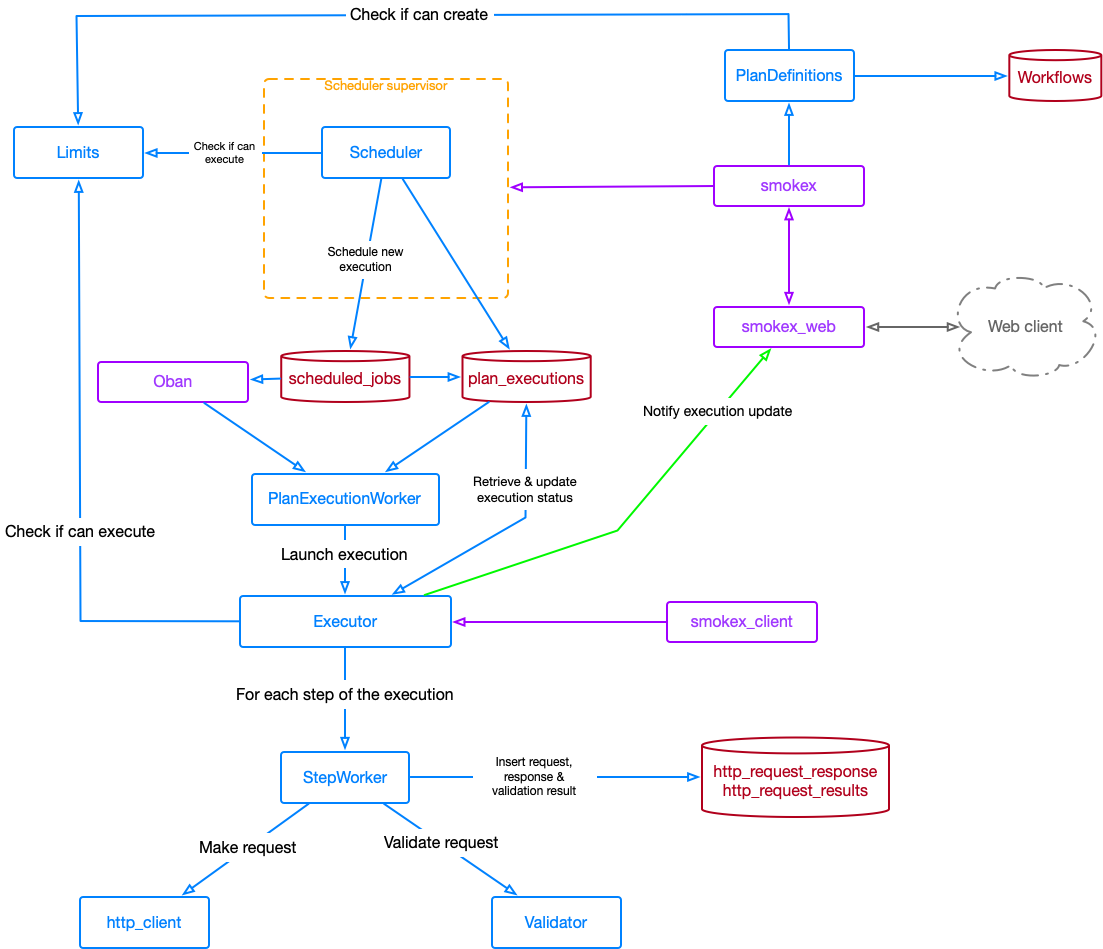 Check if can create
PlanDefinitions
Workflows
Scheduler supervisor
Limits
Check if can
execute
Scheduler
smokex
Schedule new
execution
smokex_web
Web client
Oban
scheduled_jobs
plan_executions
Notify execution update
PlanExecutionWorker
Retrieve & update
execution status
Check if can execute
Launch execution
Executor
smokex_client
For each step of the execution
StepWorker
Insert request,
response &
validation result
http_request_response
http_request_results
Make request
Validate request
http_client
Validator